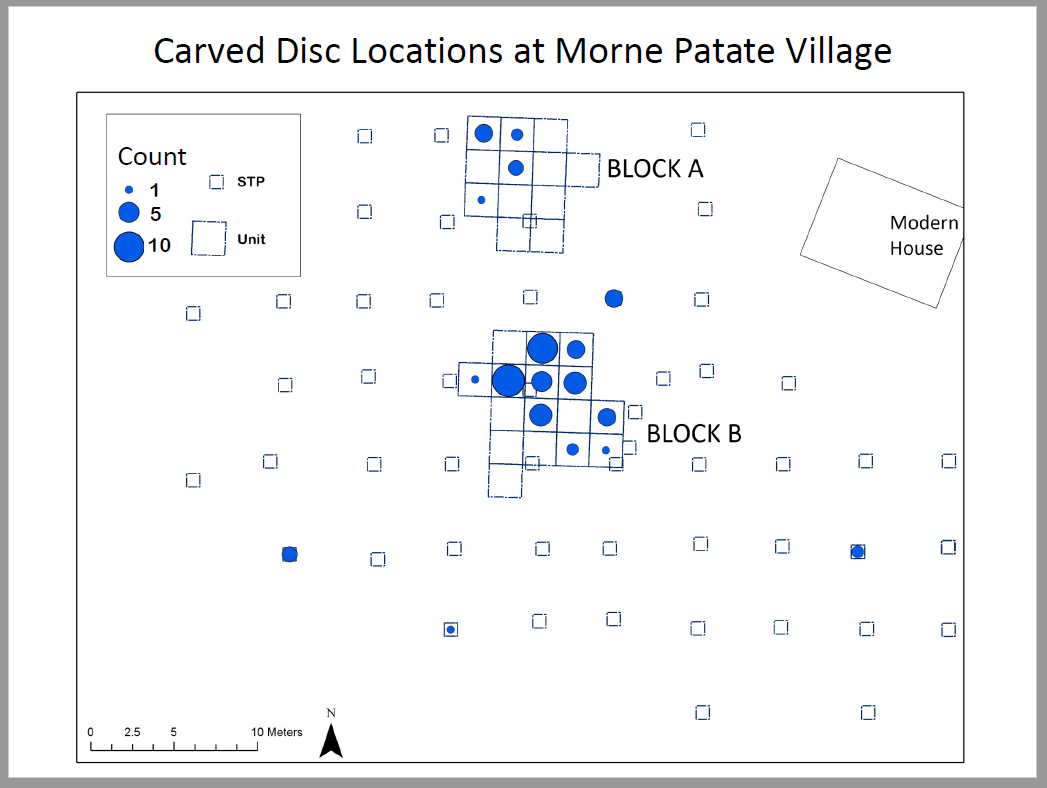 Carved Disc Locations at Morne Patate Village
Count
1
5
10
STP
Unit
BLOCK A
Modern
House
BLOCK B
0 2.5 5 10 Meters
N